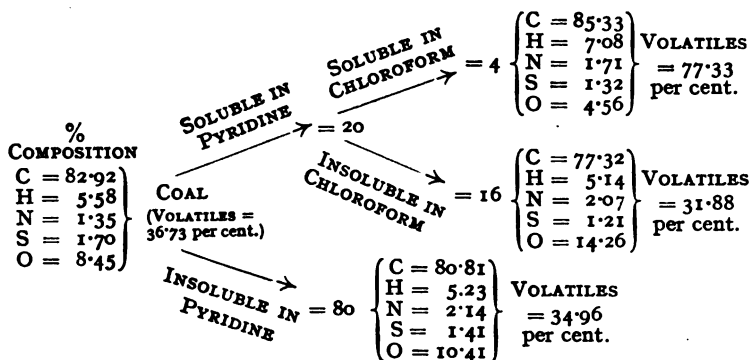 %
COMPOSITION
C = 82·92
H = 5·58
N = 1·35
S = 1·70
O = 8·45
COAL
(VOLATILES =
36·73 per cent.)
SOLUBLE IN
PYRIDINE
= 20
SOLUBLE IN
CHLOROFORM
= 4
C = 85·33
H = 7·08
N = 1·71
S = 1·32
O = 4·56
VOLATILES
= 77·33
per cent.
INSOLUBLE IN
CHLOROFORM
= 16
C = 77·32
H = 5·14
N = 2·07
S = 1·21
O = 14·26
VOLATILES
= 31·88
per cent.
INSOLUBLE IN
PYRIDINE
= 80
C = 80·81
H = 5.23
N = 2·14
S = 1·41
O = 10·41
VOLATILES
= 34·96
per cent.